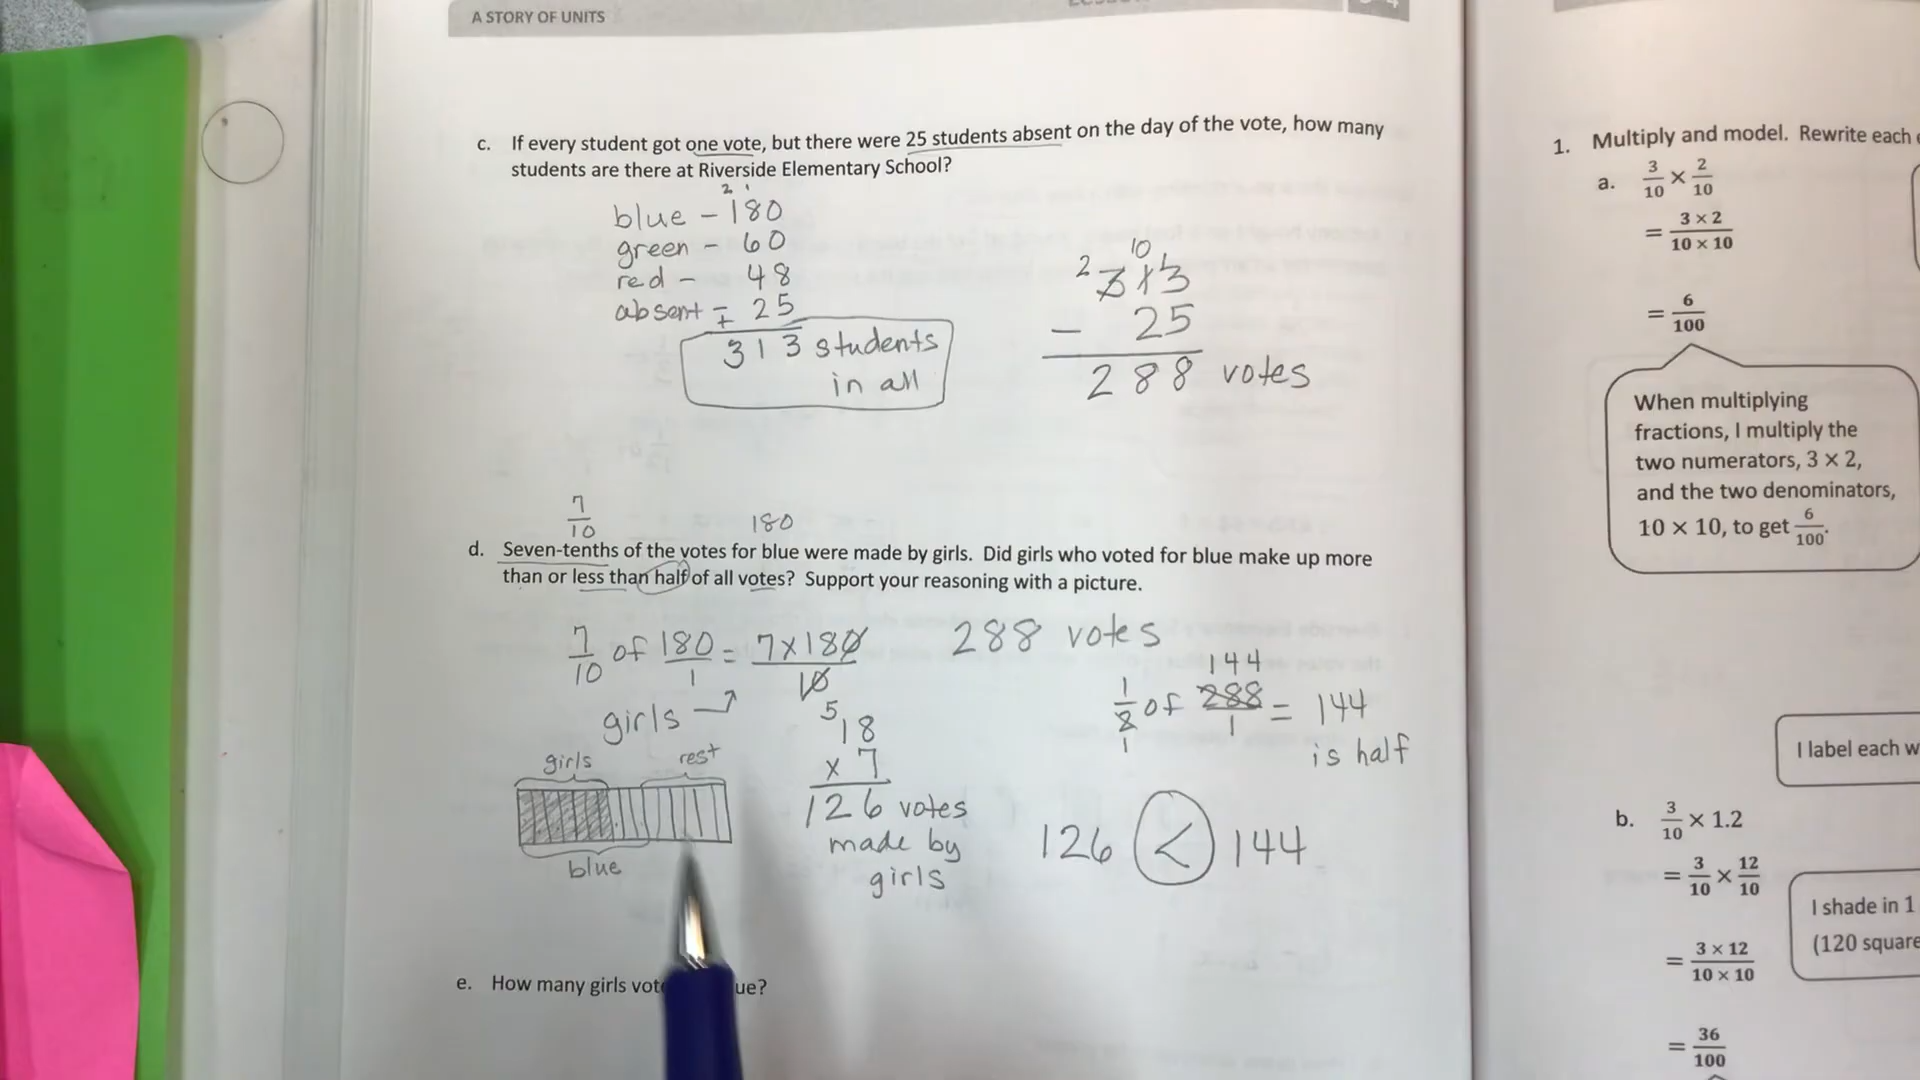 A STORY OF UNITS
c. If every student got one vote, but there were 25 students absent on the day of the vote, how many
students are there at Riverside Elementary School?
2 1
blue - 180
green - 60
red - 48
absent + 25
313 students
in all
10
2 1
313
- 25
288 votes
7/10
180
d. Seven-tenths of the votes for blue were made by girls. Did girls who voted for blue make up more
than or less than half of all votes? Support your reasoning with a picture.
7/10 of 180/1 = 7x180/10
girls
girls rest
blue
5
18
x 7
126 votes
made by
girls
288 votes
144
1/2 of 288/1 = 144
1
is half
126 < 144
e. How many girls ue?
1. Multiply and model. Rewrite each
a. 3/10 × 2/10
= 3 × 2/10 × 10
= 6/100
When multiplying
fractions, I multiply the
two numerators, 3 × 2,
and the two denominators,
10 × 10, to get 6/100.
I label each w
b. 3/10 × 1.2
= 3/10 × 12/10
= 3 × 12/10 × 10
= 36/100
I shade in 1
(120 square